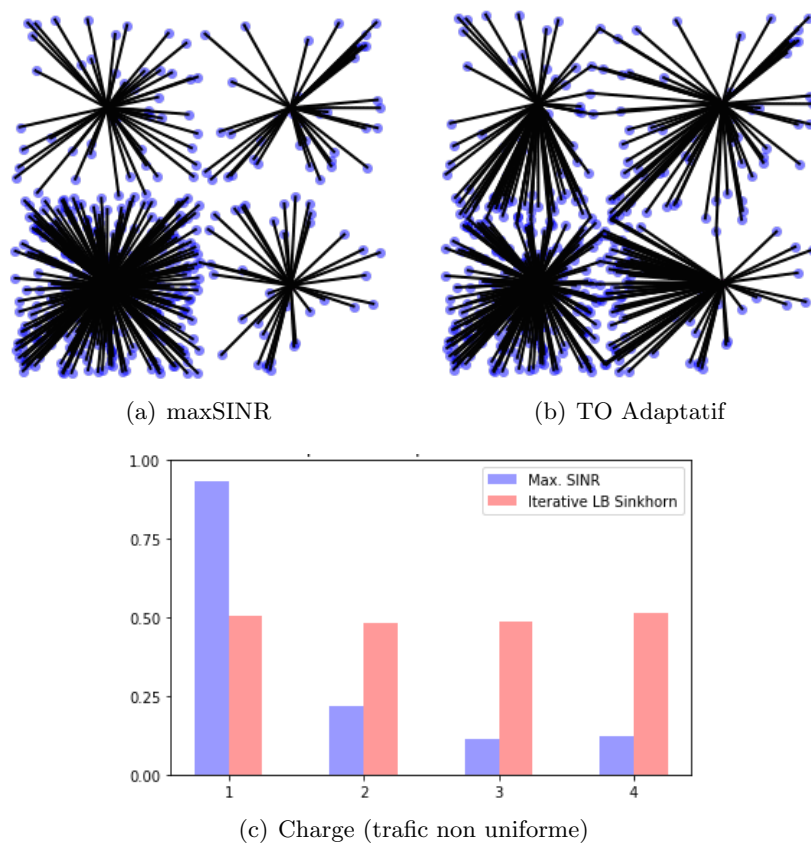 (a) maxSINR
(b) TO Adaptatif
1.00
0.75
0.50
0.25
0.00
Max. SINR
Iterative LB Sinkhorn
1
2
3
4
(c) Charge (trafic non uniforme)